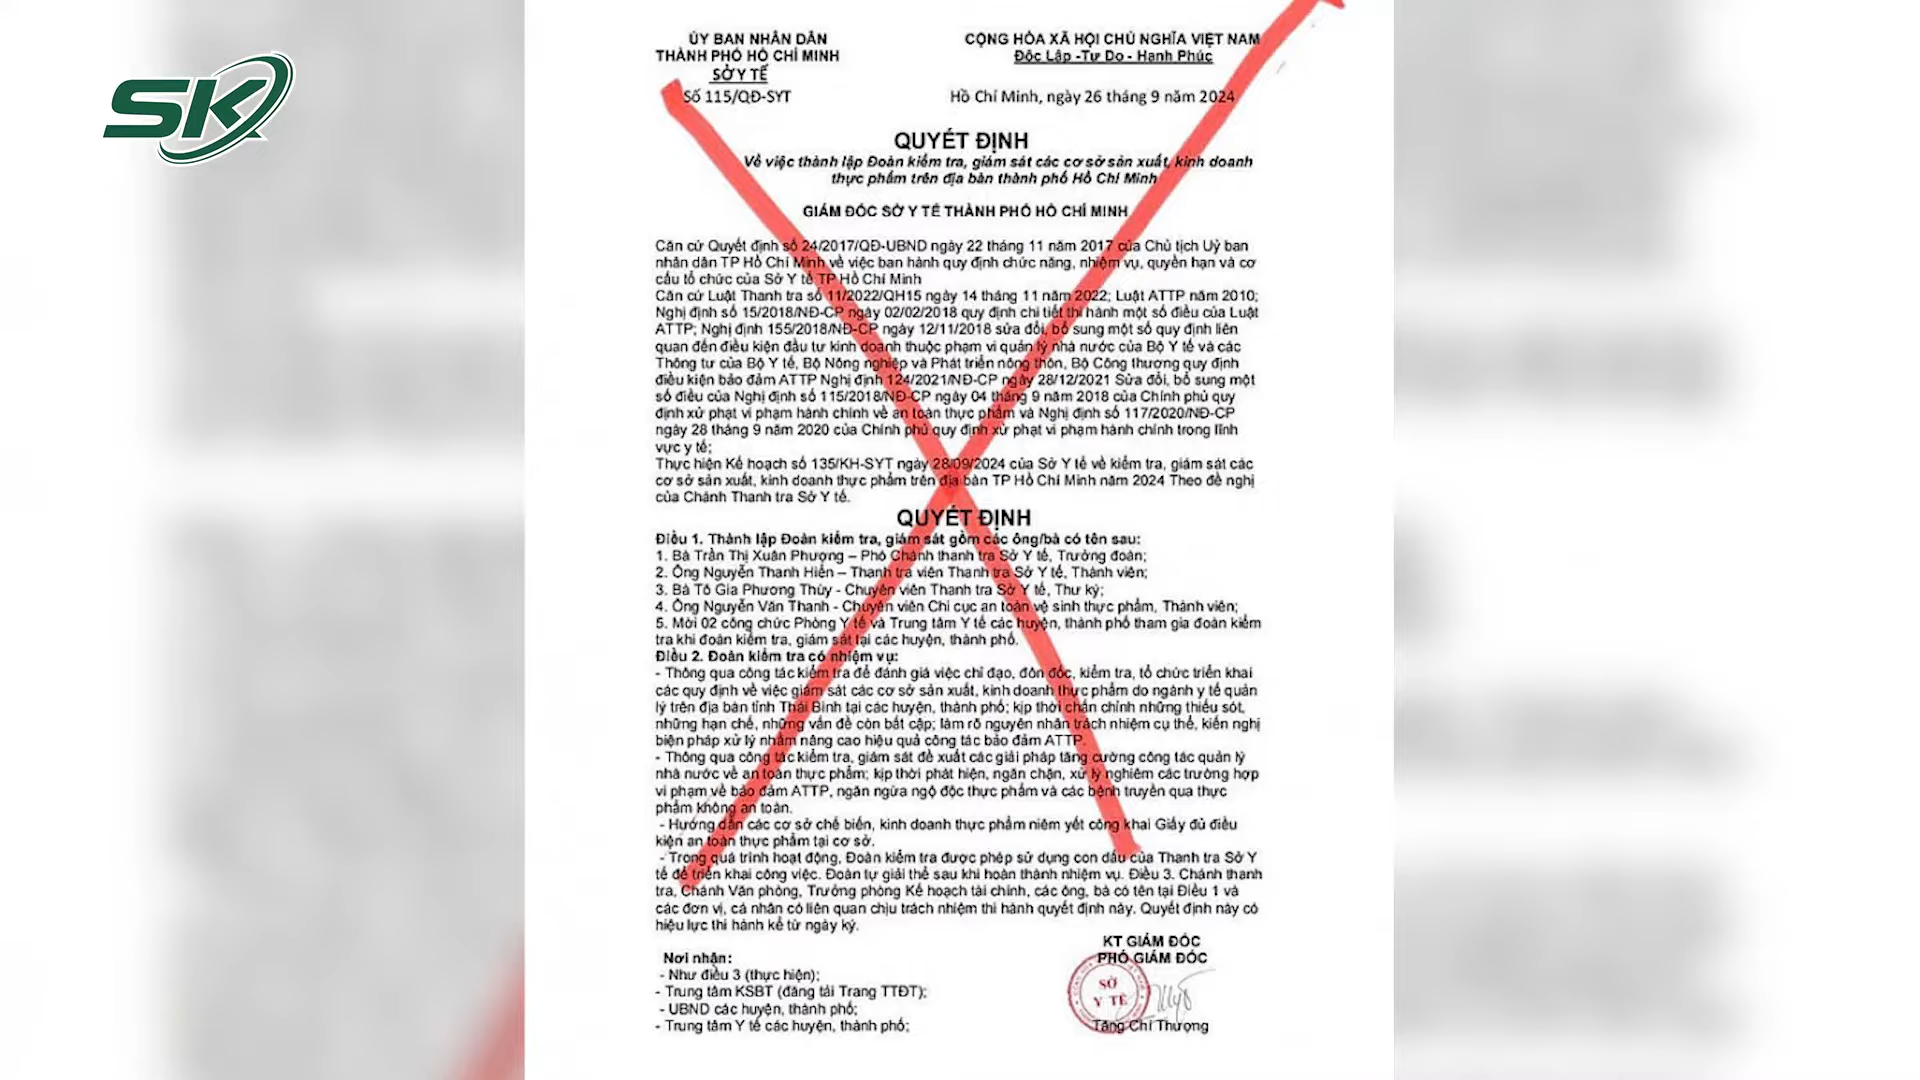 SK
ỦY BAN NHÂN DÂN
THÀNH PHỐ HỒ CHÍ MINH
SỞ Y TẾ
Số 115/QĐ-SYT
CỘNG HÒA XÃ HỘI CHỦ NGHĨA VIỆT NAM
Độc Lập -Tự Do - Hạnh Phúc
Hồ Chí Minh, ngày 26 tháng 9 năm 2024
QUYẾT ĐỊNH
Về việc thành lập Đoàn kiểm tra, giám sát các cơ sở sản xuất, kinh doanh
thực phẩm trên địa bàn thành phố Hồ Chí Minh
GIÁM ĐỐC SỞ Y TẾ THÀNH PHỐ HỒ CHÍ MINH
Căn cứ Quyết định số 24/2017/QĐ-UBND ngày 22 tháng 11 năm 2017 của Chủ tịch Uỷ ban
nhân dân TP Hồ Chí Minh về việc ban hành quy định chức năng, nhiệm vụ, quyền hạn và cơ
cấu tổ chức của Sở Y tế TP Hồ Chí Minh
Căn cứ Luật Thanh tra số 11/2022/QH15 ngày 14 tháng 11 năm 2022; Luật ATTP năm 2010;
Nghị định số 15/2018/NĐ-CP ngày 02/02/2018 quy định chi tiết thi hành một số điều của Luật
ATTP; Nghị định 155/2018/NĐ-CP ngày 12/11/2018 sửa đổi, bổ sung một số quy định liên
quan đến điều kiện đầu tư kinh doanh thuộc phạm vi quản lý nhà nước của Bộ Y tế và các
Thông tư của Bộ Y tế, Bộ Nông nghiệp và Phát triển nông thôn, Bộ Công thương quy định
điều kiện bảo đảm ATTP Nghị định 124/2021/NĐ-CP ngày 28/12/2021 Sửa đổi, bổ sung một
số điều của Nghị định số 115/2018/NĐ-CP ngày 04 tháng 9 năm 2018 của Chính phủ quy
định xử phạt vi phạm hành chính về an toàn thực phẩm và Nghị định số 117/2020/NĐ-CP
ngày 28 tháng 9 năm 2020 của Chính phủ quy định xử phạt vi phạm hành chính trong lĩnh
vực y tế;
Thực hiện Kế hoạch số 135/KH-SYT ngày 28/09/2024 của Sở Y tế về kiểm tra, giám sát các
cơ sở sản xuất, kinh doanh thực phẩm trên địa bàn TP Hồ Chí Minh năm 2024 Theo đề nghị
của Chánh Thanh tra Sở Y tế.
QUYẾT ĐỊNH
Điều 1. Thành lập Đoàn kiểm tra, giám sát gồm các ông/bà có tên sau:
1. Bà Trần Thị Xuân Phượng – Phó Chánh thanh tra Sở Y tế, Trưởng đoàn;
2. Ông Nguyễn Thanh Hiền – Thanh tra viên Thanh tra Sở Y tế, Thành viên;
3. Bà Tô Gia Phương Thùy - Chuyên viên Thanh tra Sở Y tế, Thư ký;
4. Ông Nguyễn Văn Thanh - Chuyên viên Chi cục an toàn vệ sinh thực phẩm, Thành viên;
5. Mời 02 công chức Phòng Y tế và Trung tâm Y tế các huyện, thành phố tham gia đoàn kiểm
tra khi đoàn kiểm tra, giám sát tại các huyện, thành phố.
Điều 2. Đoàn kiểm tra có nhiệm vụ:
- Thông qua công tác kiểm tra để đánh giá việc chỉ đạo, đôn đốc, kiểm tra, tổ chức triển khai
các quy định về việc giám sát các cơ sở sản xuất, kinh doanh thực phẩm do ngành y tế quản
lý trên địa bàn tỉnh Thái Bình tại các huyện, thành phố; kịp thời chấn chỉnh những thiếu sót,
những hạn chế, những vấn đề còn bất cập; làm rõ nguyên nhân trách nhiệm cụ thể, kiến nghị
biện pháp xử lý nhằm nâng cao hiệu quả công tác bảo đảm ATTP.
- Thông qua công tác kiểm tra, giám sát đề xuất các giải pháp tăng cường công tác quản lý
nhà nước về an toàn thực phẩm; kịp thời phát hiện, ngăn chặn, xử lý nghiêm các trường hợp
vi phạm về bảo đảm ATTP, ngăn ngừa ngộ độc thực phẩm và các bệnh truyền qua thực
phẩm không an toàn.
- Hướng dẫn các cơ sở chế biến, kinh doanh thực phẩm niêm yết công khai Giấy đủ điều
kiện an toàn thực phẩm tại cơ sở.
- Trong quá trình hoạt động, Đoàn kiểm tra được phép sử dụng con dấu của Thanh tra Sở Y
tế để triển khai công việc. Đoàn tự giải thể sau khi hoàn thành nhiệm vụ. Điều 3. Chánh thanh
tra, Chánh Văn phòng, Trưởng phòng Kế hoạch tài chính, các ông, bà có tên tại Điều 1 và
các đơn vị, cá nhân có liên quan chịu trách nhiệm thi hành quyết định này. Quyết định này có
hiệu lực thi hành kể từ ngày ký.
KT GIÁM ĐỐC
PHÓ GIÁM ĐỐC
SỞ
Y TẾ
Tăng Chí Thượng
Nơi nhận:
- Như điều 3 (thực hiện);
- Trung tâm KSBT (đăng tải Trang TTĐT);
- UBND các huyện, thành phố;
- Trung tâm Y tế các huyện, thành phố;